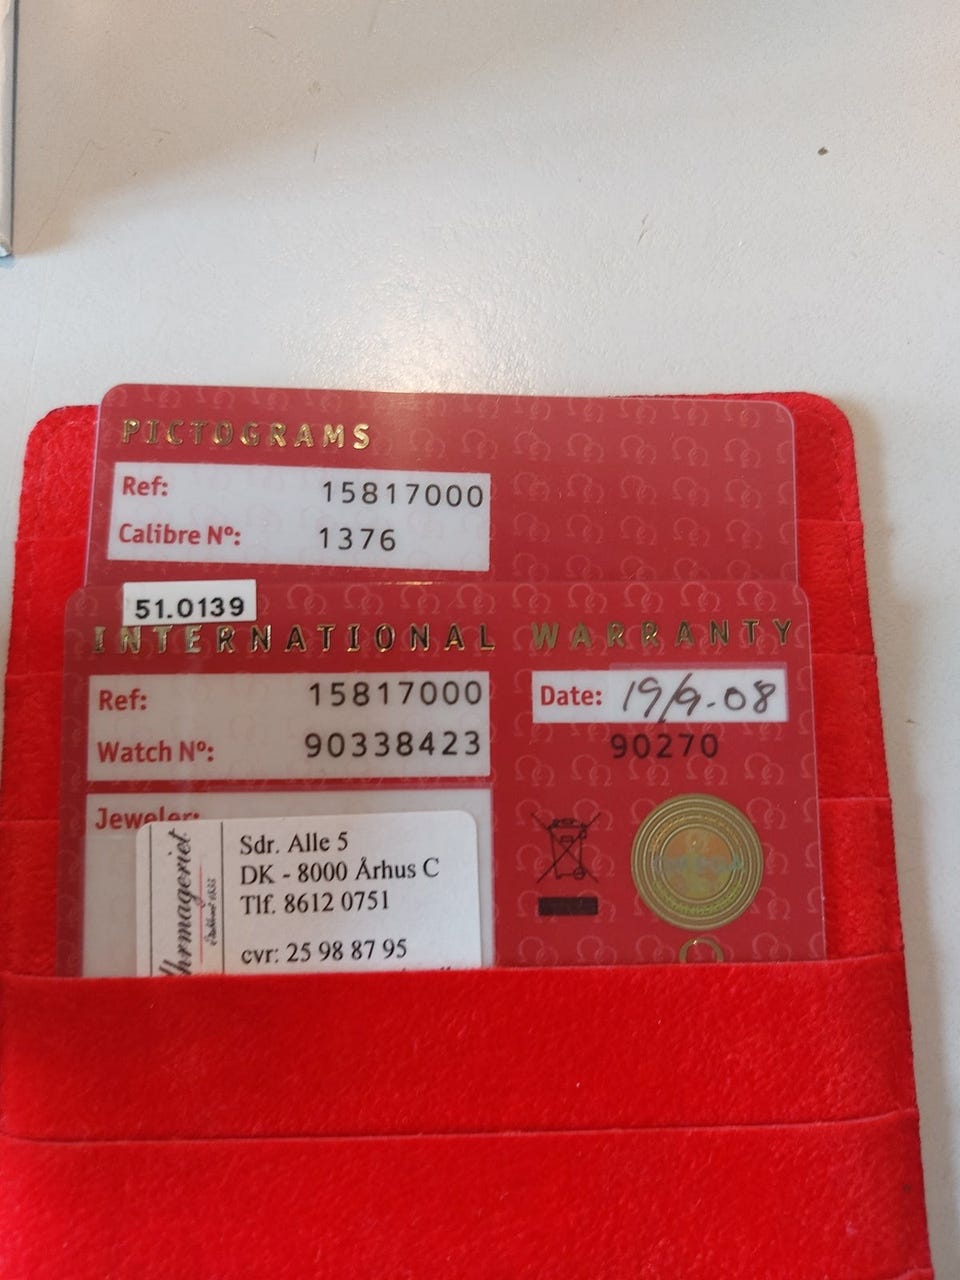 PICTOGRAMS
Ref: 15817000
Calibre Nº: 1376
51.0139
INTERNATIONAL WARRANTY
Ref: 15817000
Watch Nº: 90338423
Date: 19/9-08
90270
Jeweler:
Sdr. Alle 5
DK - 8000 Århus C
Tlf. 8612 0751
cvr: 25 98 87 95